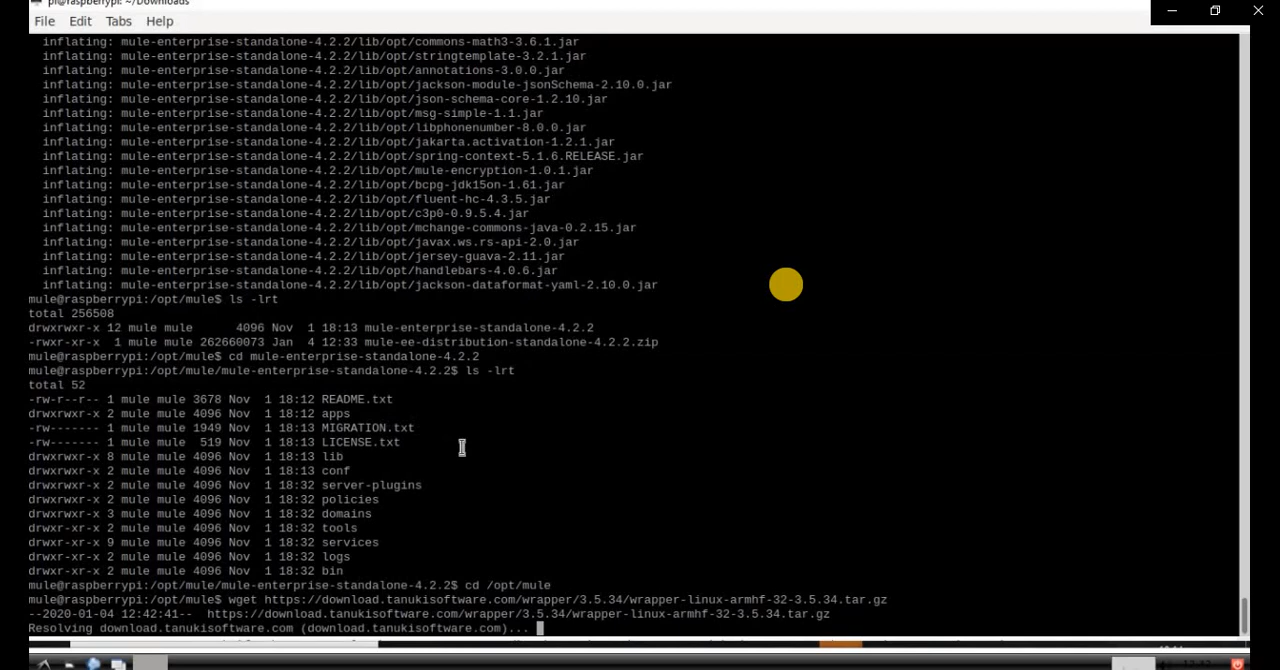 pi@raspberrypi: ~/Downloads
File Edit Tabs Help
inflating: mule-enterprise-standalone-4.2.2/lib/opt/commons-math3-3.6.1.jar
inflating: mule-enterprise-standalone-4.2.2/lib/opt/stringtemplate-3.2.1.jar
inflating: mule-enterprise-standalone-4.2.2/lib/opt/annotations-3.0.0.jar
inflating: mule-enterprise-standalone-4.2.2/lib/opt/jackson-module-jsonSchema-2.10.0.jar
inflating: mule-enterprise-standalone-4.2.2/lib/opt/json-schema-core-1.2.10.jar
inflating: mule-enterprise-standalone-4.2.2/lib/opt/msg-simple-1.1.jar
inflating: mule-enterprise-standalone-4.2.2/lib/opt/libphonenumber-8.0.0.jar
inflating: mule-enterprise-standalone-4.2.2/lib/opt/jakarta.activation-1.2.1.jar
inflating: mule-enterprise-standalone-4.2.2/lib/opt/spring-context-5.1.6.RELEASE.jar
inflating: mule-enterprise-standalone-4.2.2/lib/opt/mule-encryption-1.0.1.jar
inflating: mule-enterprise-standalone-4.2.2/lib/opt/bcpg-jdk15on-1.61.jar
inflating: mule-enterprise-standalone-4.2.2/lib/opt/fluent-hc-4.3.5.jar
inflating: mule-enterprise-standalone-4.2.2/lib/opt/c3p0-0.9.5.4.jar
inflating: mule-enterprise-standalone-4.2.2/lib/opt/mchange-commons-java-0.2.15.jar
inflating: mule-enterprise-standalone-4.2.2/lib/opt/javax.ws.rs-api-2.0.jar
inflating: mule-enterprise-standalone-4.2.2/lib/opt/jersey-guava-2.11.jar
inflating: mule-enterprise-standalone-4.2.2/lib/opt/handlebars-4.0.6.jar
inflating: mule-enterprise-standalone-4.2.2/lib/opt/jackson-dataformat-yaml-2.10.0.jar
mule@raspberrypi:/opt/mule$ ls -lrt
total 256508
drwxrwxr-x 12 mule mule 4096 Nov 1 18:13 mule-enterprise-standalone-4.2.2
-rwxr-xr-x 1 mule mule 262660073 Jan 4 12:33 mule-ee-distribution-standalone-4.2.2.zip
mule@raspberrypi:/opt/mule$ cd mule-enterprise-standalone-4.2.2
mule@raspberrypi:/opt/mule/mule-enterprise-standalone-4.2.2$ ls -lrt
total 52
-rw-r--r-- 1 mule mule 3678 Nov 1 18:12 README.txt
drwxrwxr-x 2 mule mule 4096 Nov 1 18:12 apps
-rw------- 1 mule mule 1949 Nov 1 18:13 MIGRATION.txt
-rw------- 1 mule mule 519 Nov 1 18:13 LICENSE.txt
drwxrwxr-x 8 mule mule 4096 Nov 1 18:13 lib
drwxrwxr-x 2 mule mule 4096 Nov 1 18:13 conf
drwxrwxr-x 2 mule mule 4096 Nov 1 18:32 server-plugins
drwxrwxr-x 2 mule mule 4096 Nov 1 18:32 policies
drwxrwxr-x 3 mule mule 4096 Nov 1 18:32 domains
drwxr-xr-x 2 mule mule 4096 Nov 1 18:32 tools
drwxr-xr-x 9 mule mule 4096 Nov 1 18:32 services
drwxr-xr-x 2 mule mule 4096 Nov 1 18:32 logs
drwxr-xr-x 2 mule mule 4096 Nov 1 18:32 bin
mule@raspberrypi:/opt/mule/mule-enterprise-standalone-4.2.2$ cd /opt/mule
mule@raspberrypi:/opt/mule$ wget https://download.tanukisoftware.com/wrapper/3.5.34/wrapper-linux-armhf-32-3.5.34.tar.gz
--2020-01-04 12:42:41-- https://download.tanukisoftware.com/wrapper/3.5.34/wrapper-linux-armhf-32-3.5.34.tar.gz
Resolving download.tanukisoftware.com (download.tanukisoftware.com)...